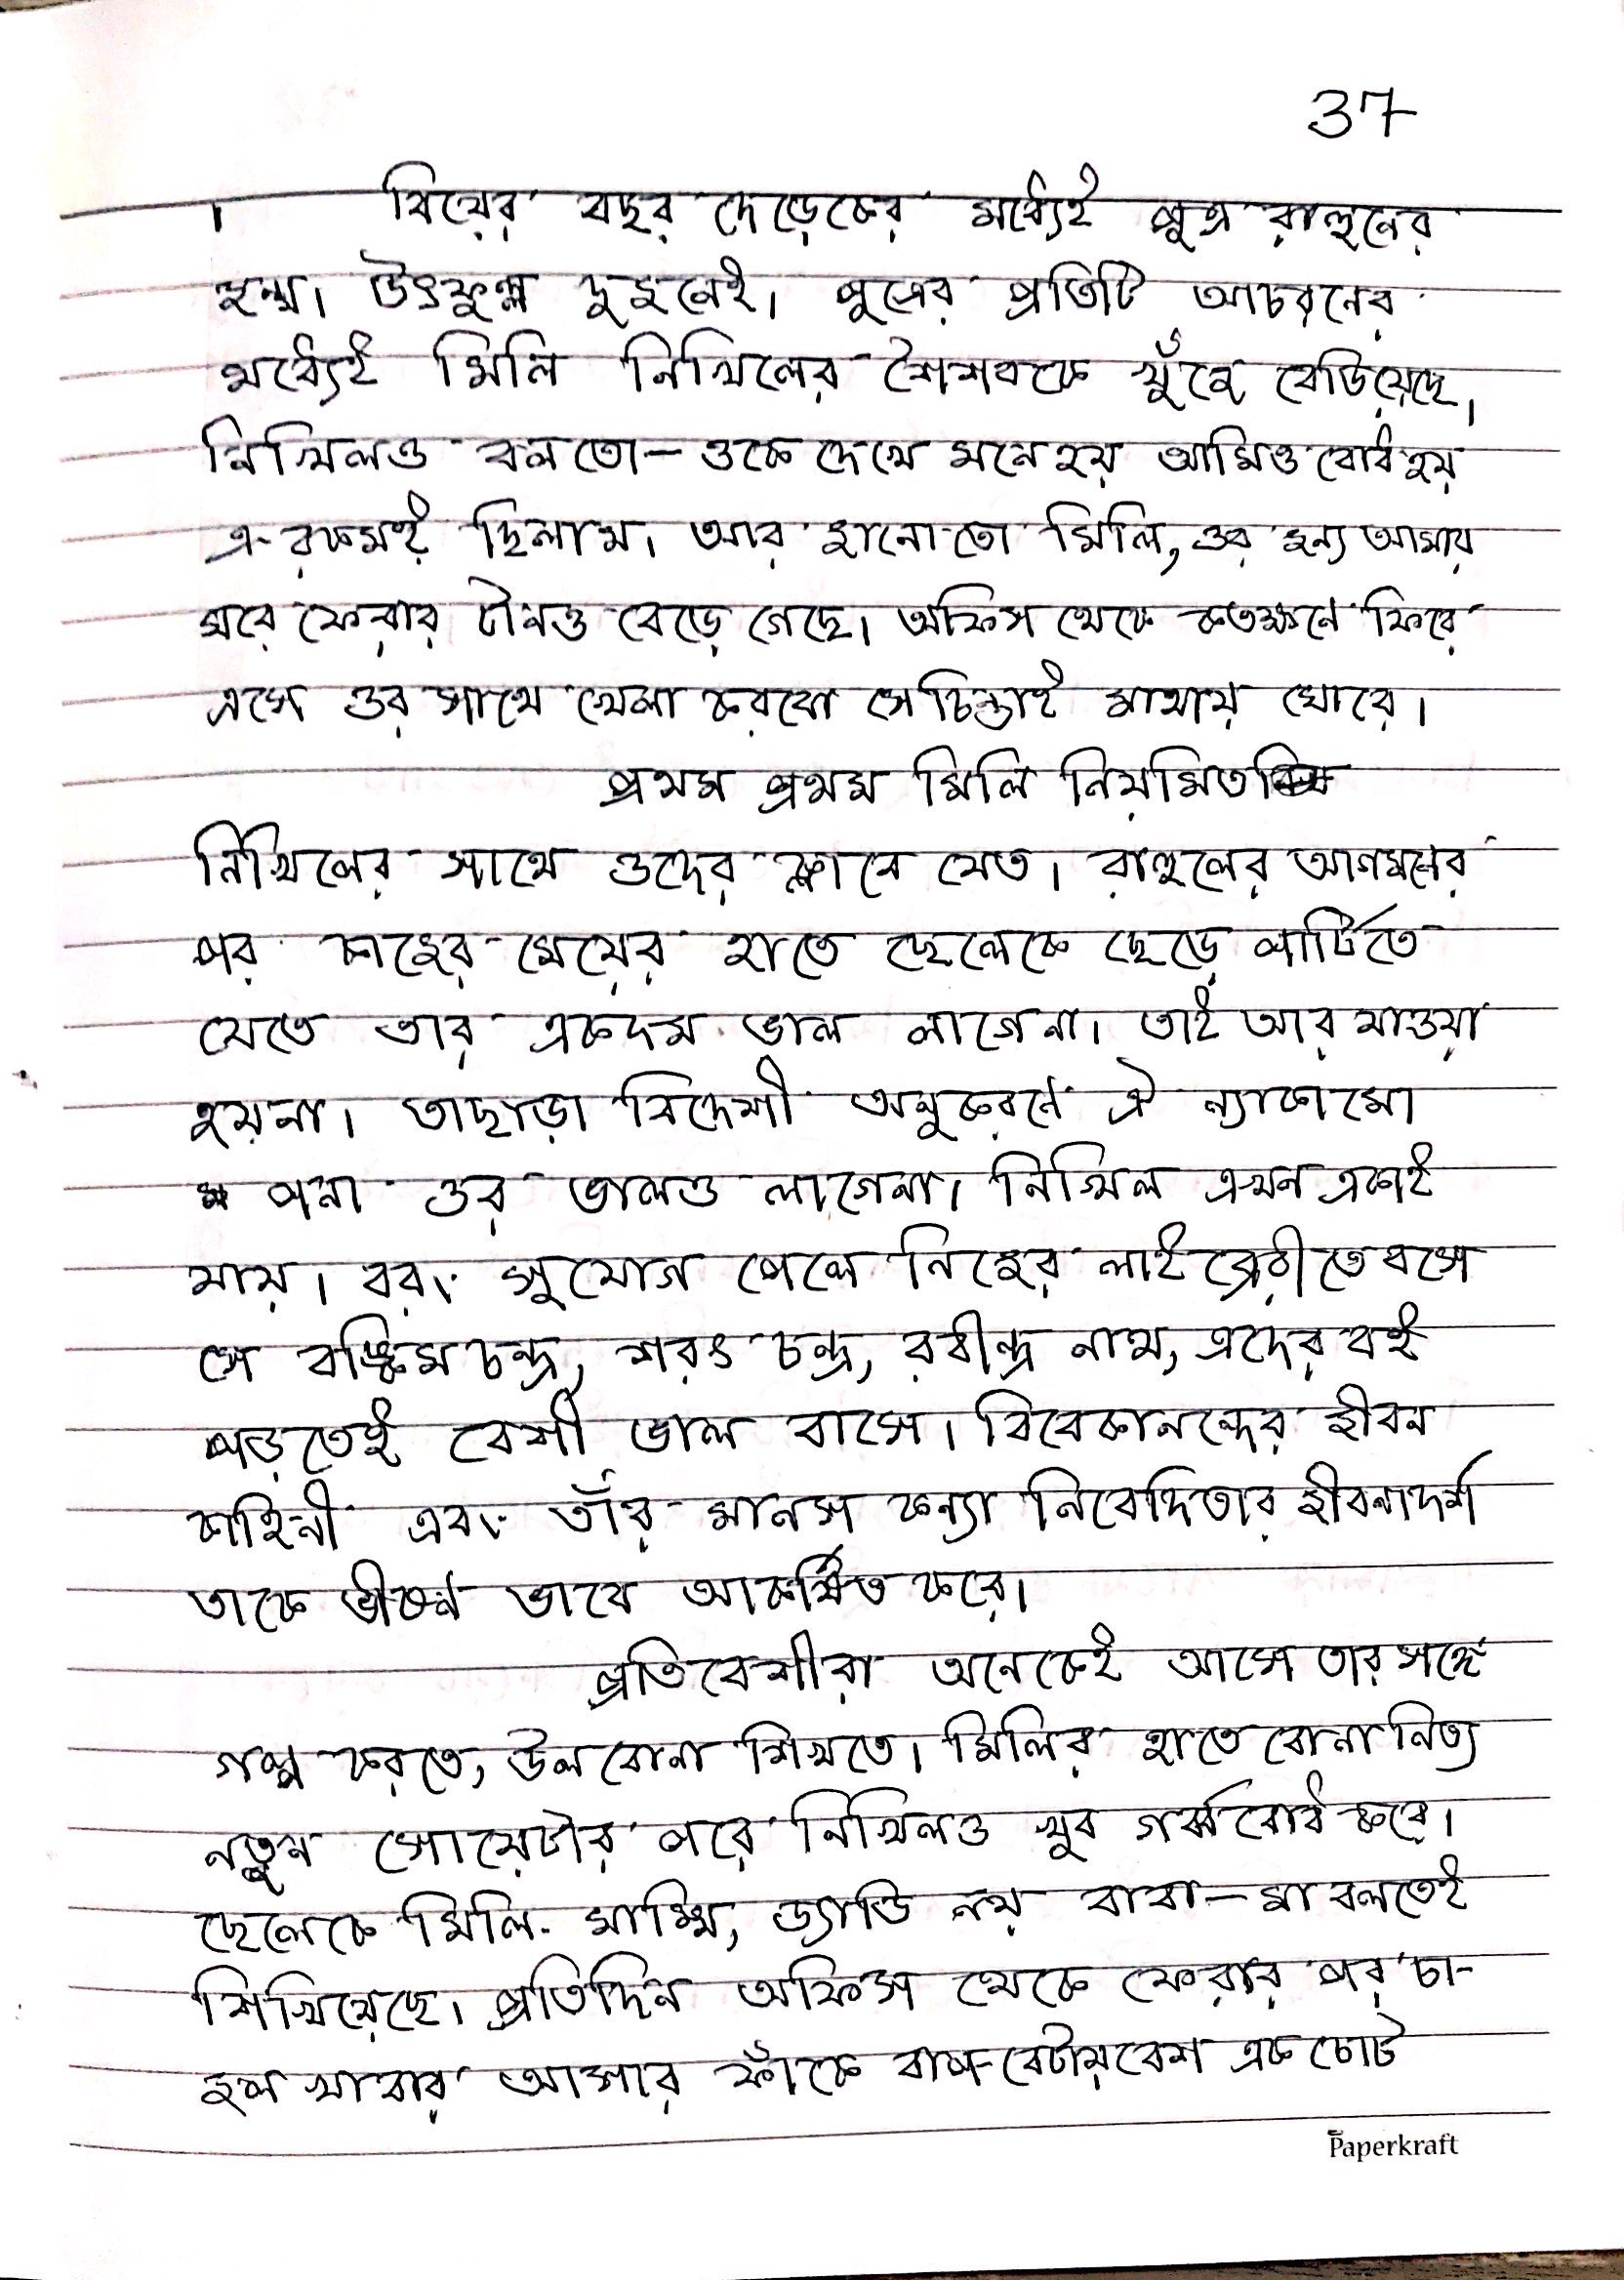 37
। বিয়ের বছর দেড়েকের মধ্যেই পুত্র রাহুলের
জন্ম। উৎফুল্ল দুজনেই। পুত্রের প্রতিটি আচরনের
মধ্যেই মিলি নিখিলের শৈশবকে খুঁজে বেড়িয়েছে।
নিখিলও বলতো– ওকে দেখে মনে হয় আমিও বোধ হয়
এ-রকমই ছিলাম। আর জানো তো মিলি, ওর জন্য আমায়
ঘরে ফেরার টানও বেড়ে গেছে। অফিস থেকে কতক্ষনে ফিরে
এসে ওর সাথে খেলা করবো সে চিন্তাই মাথায় ঘোরে।
প্রথম প্রথম মিলি নিয়মিত
নিখিলের সাথে ওদের ক্লাবে যেত। রাহুলের আগমনের
পর কাজের মেয়ের হাতে ছেলেকে ছেড়ে পার্টিতে
যেতে তার একদম ভাল লাগেনা। তাই আর যাওয়া
হয়না। তাছাড়া বিদেশী অনুকরনে ঐ ন্যাকামো
পনা ওর ভালও লাগেনা। নিখিল এখন একাই
যায়। বরং সুযোগ পেলে নিজের লাইব্রেরীতে বসে
সে বঙ্কিম চন্দ্র, শরৎ চন্দ্র, রবীন্দ্র নাথ, এদের বই
পড়তেই বেশী ভাল বাসে। বিবেকানন্দের জীবন
কাহিনী এবং তাঁর মানস কন্যা নিবেদিতার জীবনাদর্শ
তাকে ভীষন ভাবে আকর্ষিত করে।
প্রতিবেশীরা অনেকেই আসে তার সঙ্গে
গল্প করতে, উল বোনা শিখতে। মিলির হাতে বোনা নিত্য
নতুন সোয়েটার পরে নিখিলও খুব গর্ব্ববোধ করে।
ছেলেকে মিলি মাম্মি, ড্যাডি নয় বাবা– মা বলতেই
শিখিয়েছে। প্রতিদিন অফিস থেকে ফেরার পর চা-
জল খাবার আসার ফাঁকে বাপ-বেটায় বেশ এক চোট
Paperkraft